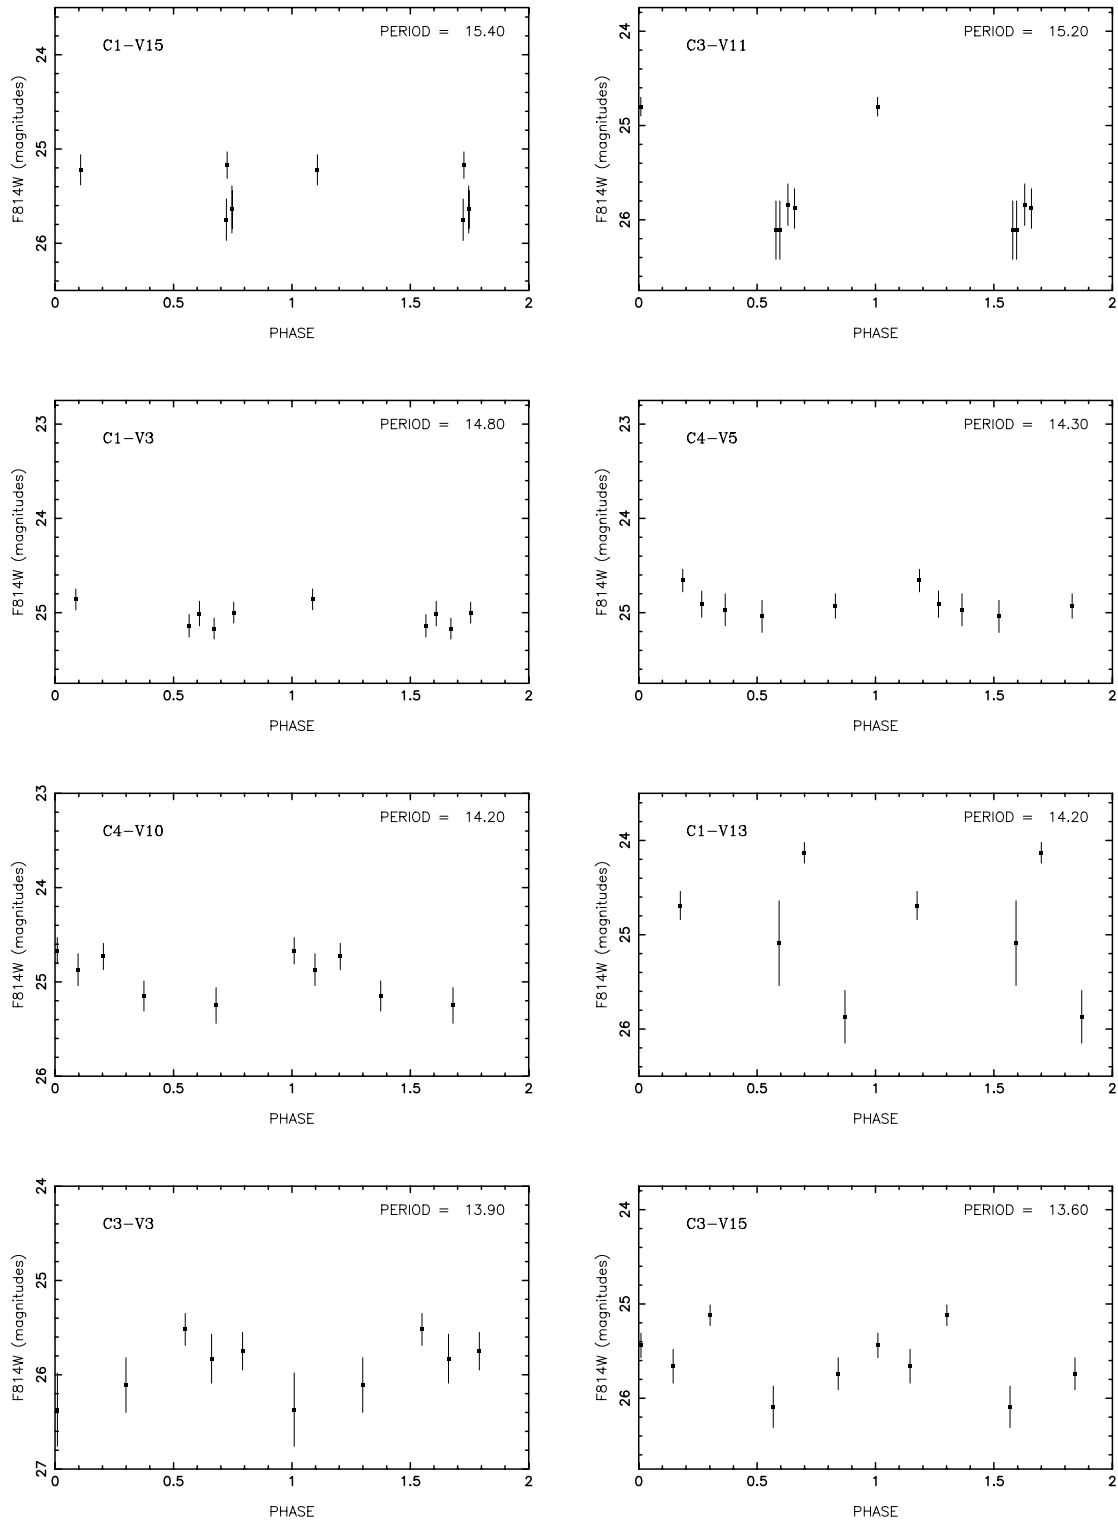 C1-V15 PERIOD = 15.40
24
25
26
F814W (magnitudes)
0 0.5 1 1.5 2
PHASE
C3-V11 PERIOD = 15.20
24
25
26
F814W (magnitudes)
0 0.5 1 1.5 2
PHASE
C1-V3 PERIOD = 14.80
23
24
25
F814W (magnitudes)
0 0.5 1 1.5 2
PHASE
C4-V5 PERIOD = 14.30
23
24
25
F814W (magnitudes)
0 0.5 1 1.5 2
PHASE
C4-V10 PERIOD = 14.20
23
24
25
26
F814W (magnitudes)
0 0.5 1 1.5 2
PHASE
C1-V13 PERIOD = 14.20
24
25
26
F814W (magnitudes)
0 0.5 1 1.5 2
PHASE
C3-V3 PERIOD = 13.90
24
25
26
27
F814W (magnitudes)
0 0.5 1 1.5 2
PHASE
C3-V15 PERIOD = 13.60
24
25
26
F814W (magnitudes)
0 0.5 1 1.5 2
PHASE